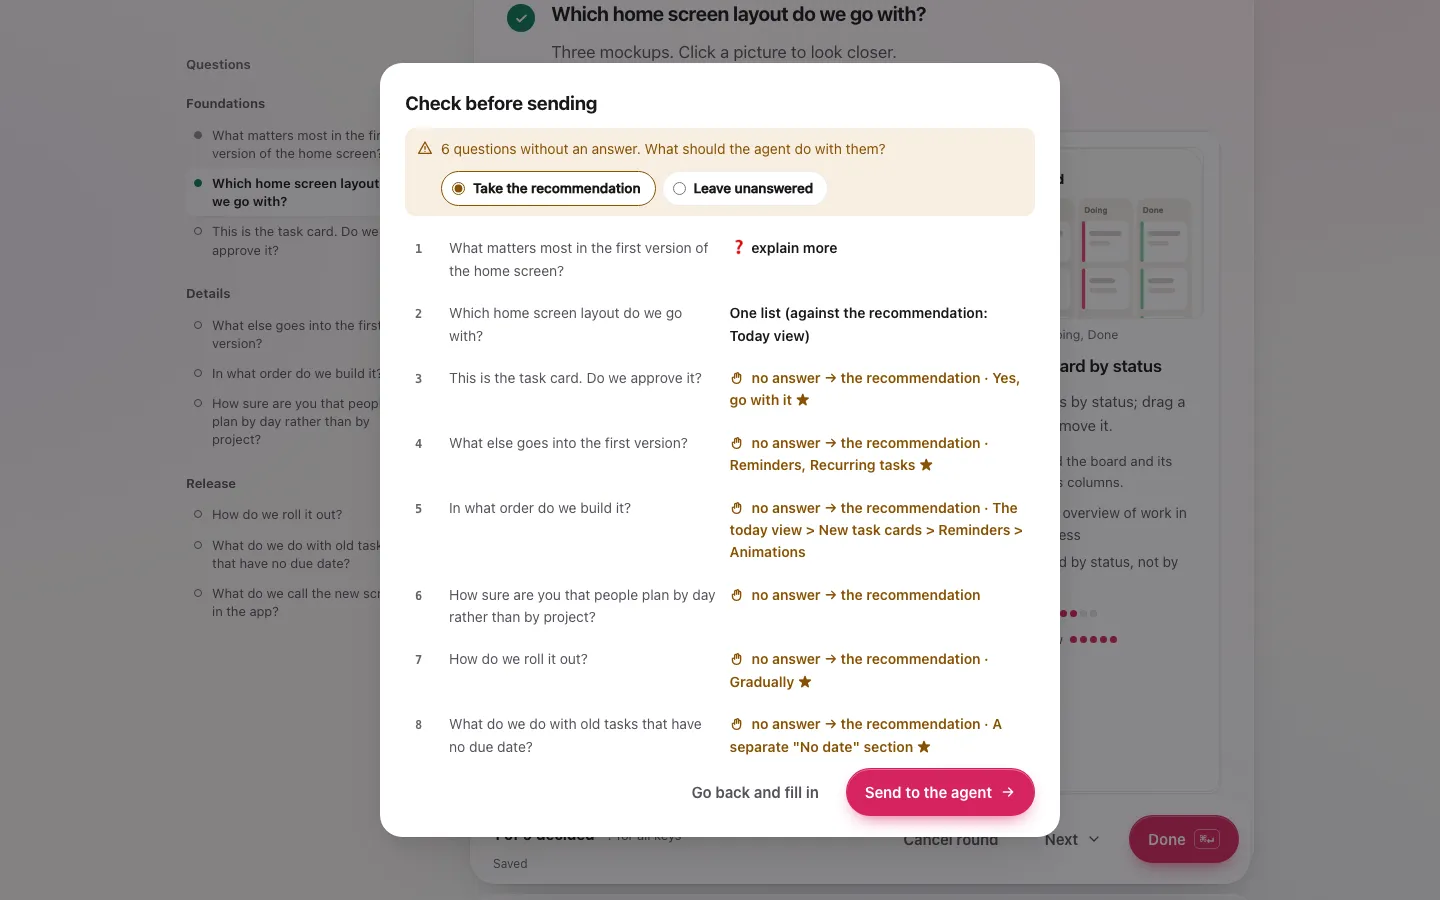 Which home screen layout do we go with?
Three mockups. Click a picture to look closer.
Questions
Foundations
What matters most in the fir
version of the home screen?
Which home screen layout
we go with?
This is the task card. Do we
approve it?
Details
What else goes into the first
version?
In what order do we build it?
How sure are you that peop
plan by day rather than by
project?
Release
How do we roll it out?
What do we do with old task
that have no due date?
What do we call the new scr
in the app?
Check before sending
6 questions without an answer. What should the agent do with them?
Take the recommendation
Leave unanswered
1 What matters most in the first version of
the home screen?
❓ explain more
2 Which home screen layout do we go
with?
One list (against the recommendation:
Today view)
3 This is the task card. Do we approve it?
no answer → the recommendation · Yes,
go with it ★
4 What else goes into the first version?
no answer → the recommendation ·
Reminders, Recurring tasks ★
5 In what order do we build it?
no answer → the recommendation · The
today view > New task cards > Reminders >
Animations
6 How sure are you that people plan by day
rather than by project?
no answer → the recommendation
7 How do we roll it out?
no answer → the recommendation ·
Gradually ★
8 What do we do with old tasks that have
no due date?
no answer → the recommendation · A
separate "No date" section ★
Go back and fill in
Send to the agent →
Doing
Done
ing, Done
ard by status
s by status; drag a
move it.
the board and its
columns.
overview of work in
ess
d by status, not by
Cancel round
Next
Done ⌘↵
Saved